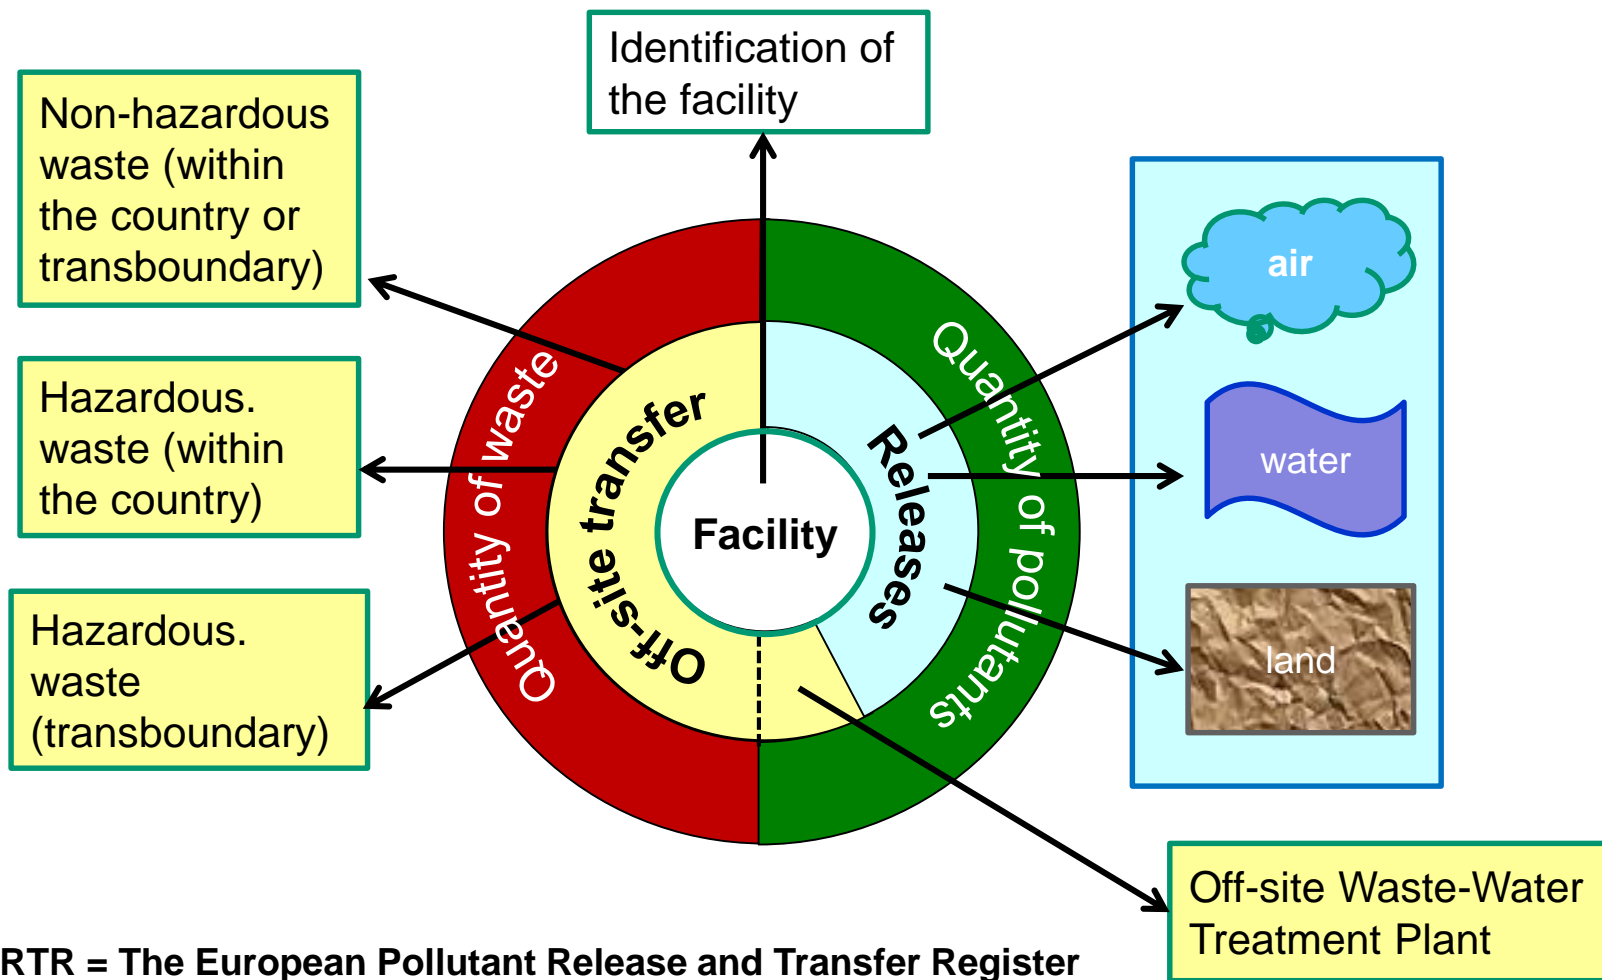 Identification of
the facility
Non-hazardous
waste (within
the country or
transboundary)
Hazardous.
waste (within
the country)
Hazardous.
waste
(transboundary)
Quantity of waste
Off-site transfer
Facility
Releases
Quantity of pollutants
air
water
land
Off-site Waste-Water
Treatment Plant
RTR = The European Pollutant Release and Transfer Register